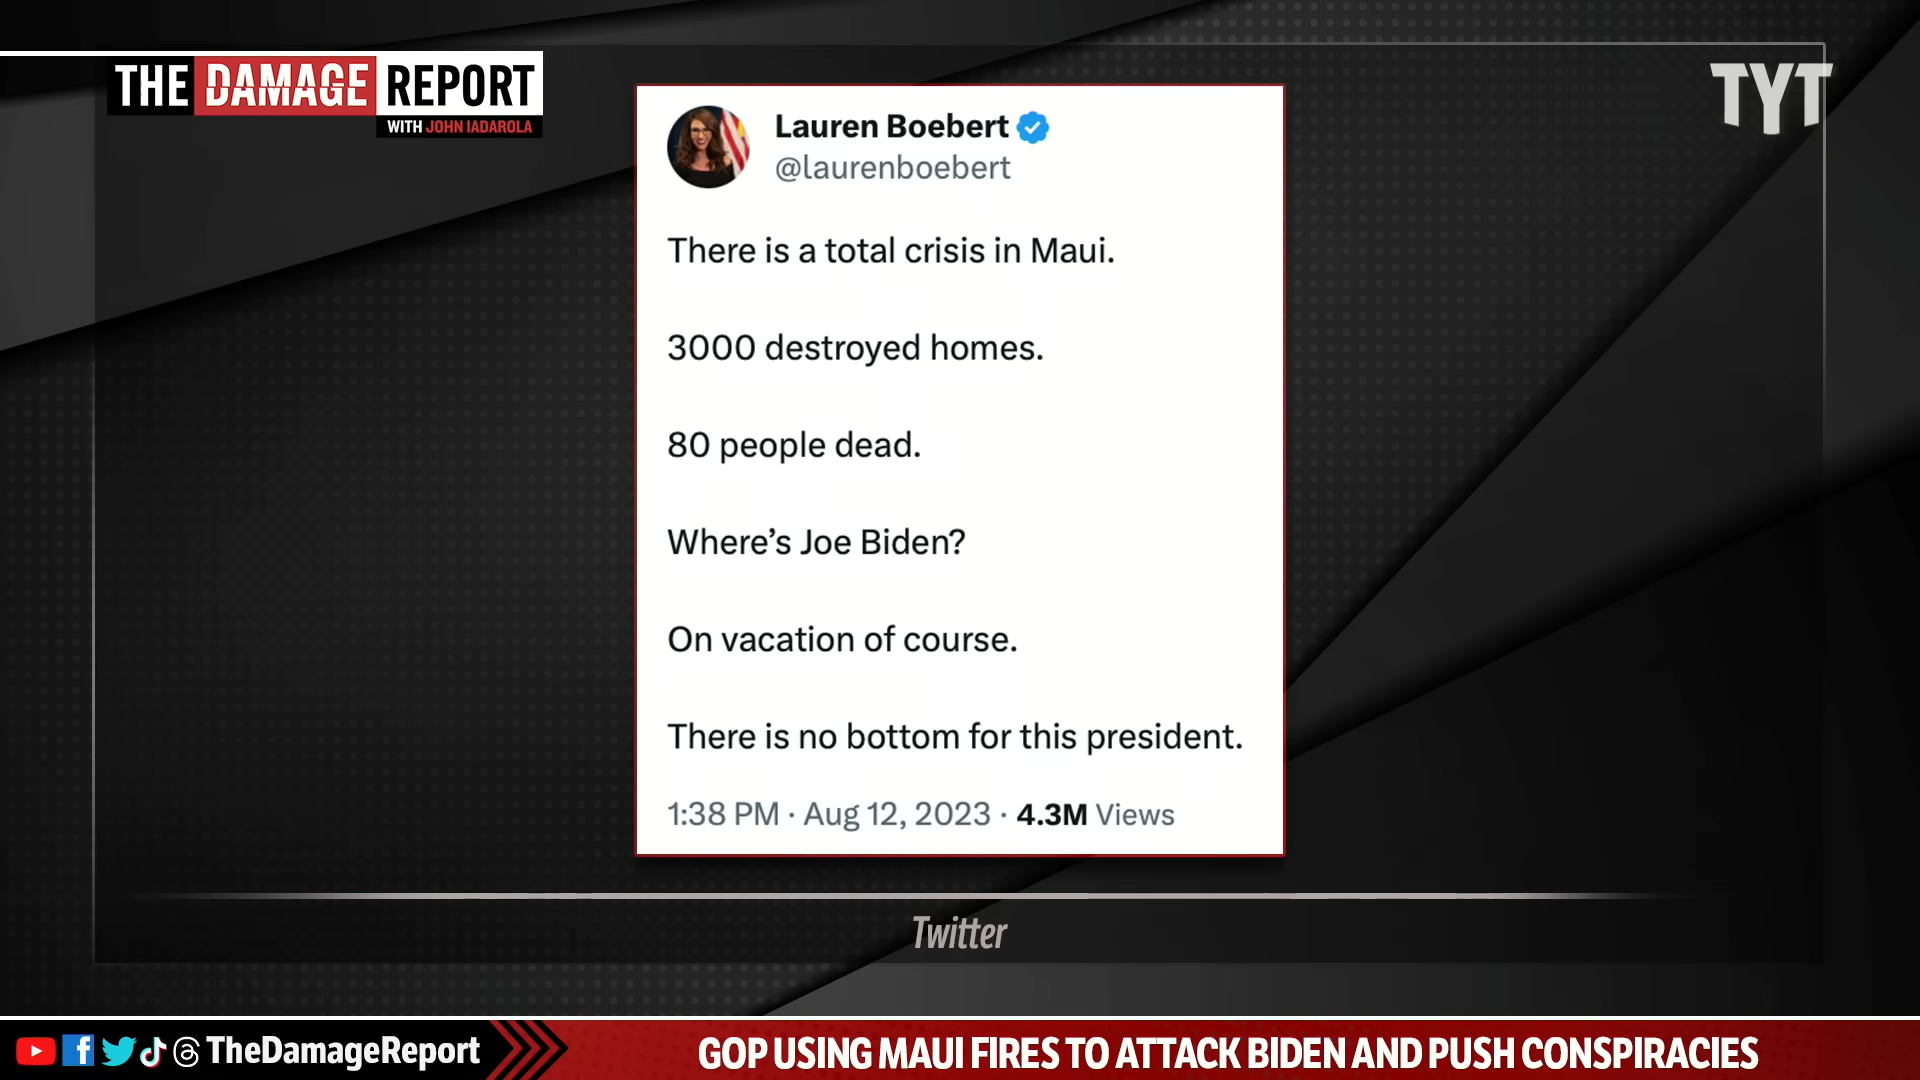 THE DAMAGE REPORT
WITH JOHN IADAROLA
TYT
Lauren Boebert
@laurenboebert
There is a total crisis in Maui.
3000 destroyed homes.
80 people dead.
Where’s Joe Biden?
On vacation of course.
There is no bottom for this president.
1:38 PM · Aug 12, 2023 · 4.3M Views
Twitter
TheDamageReport
GOP USING MAUI FIRES TO ATTACK BIDEN AND PUSH CONSPIRACIES